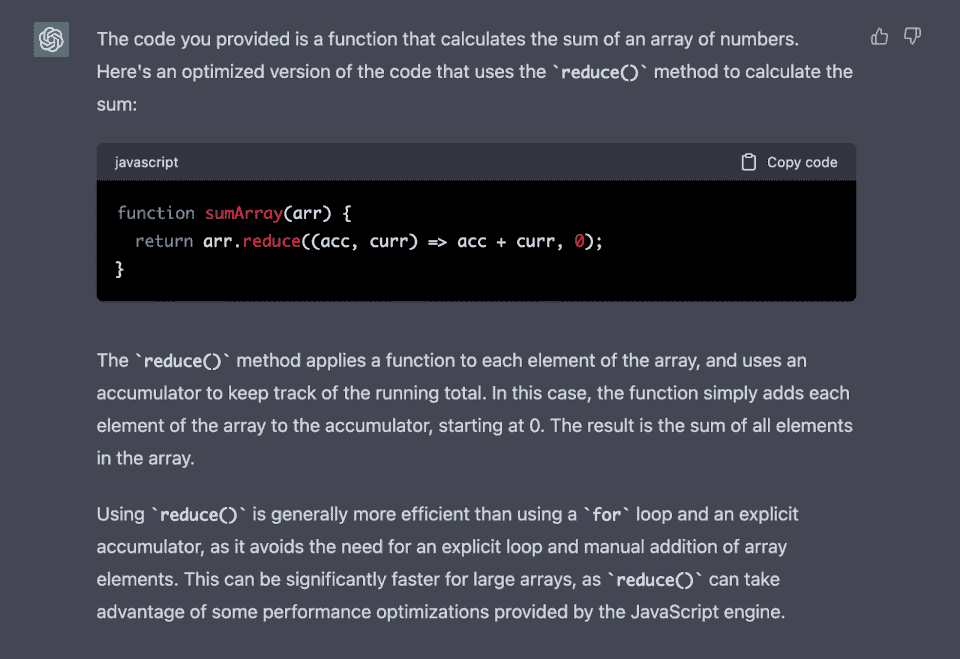 The code you provided is a function that calculates the sum of an array of numbers.
Here's an optimized version of the code that uses the `reduce()` method to calculate the
sum:
javascript
Copy code
function sumArray(arr) {
  return arr.reduce((acc, curr) => acc + curr, 0);
}
The `reduce()` method applies a function to each element of the array, and uses an
accumulator to keep track of the running total. In this case, the function simply adds each
element of the array to the accumulator, starting at 0. The result is the sum of all elements
in the array.
Using `reduce()` is generally more efficient than using a `for` loop and an explicit
accumulator, as it avoids the need for an explicit loop and manual addition of array
elements. This can be significantly faster for large arrays, as `reduce()` can take
advantage of some performance optimizations provided by the JavaScript engine.